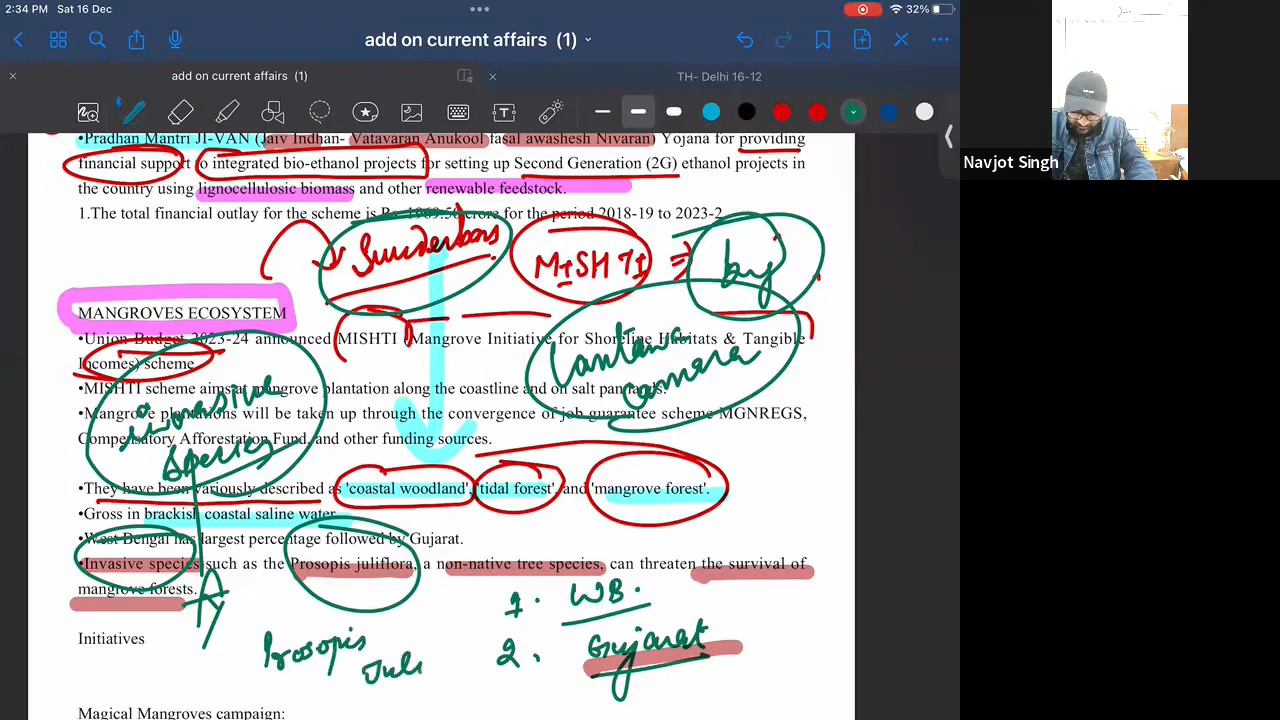 2:34 PM Sat 16 Dec
32%
add on current affairs (1)
add on current affairs (1)
TH- Delhi 16-12
T
Navjot Singh
•Pradhan Mantri JI-VAN (Jaiv Indhan- Vatavaran Anukool fasal awashesh Nivaran) Yojana for providing
financial support to integrated bio-ethanol projects for setting up Second Generation (2G) ethanol projects in
the country using lignocellulosic biomass and other renewable feedstock.
1.The total financial outlay for the scheme is Rs. 1969.50 crore for the period 2018-19 to 2023-2
Sunderbans
MISHTI
MANGROVES ECOSYSTEM
•Union Budget 2023-24 announced MISHTI (Mangrove Initiative for Shoreline Habitats & Tangible
Incomes) scheme.
Lantana
camera
•MISHTI scheme aims at mangrove plantation along the coastline and on salt pan lands.
•Mangrove plantations will be taken up through the convergence of job guarantee scheme MGNREGS,
Compensatory Afforestation Fund, and other funding sources.
invasive
species
•They have been variously described as 'coastal woodland', 'tidal forest', and 'mangrove forest'.
•Gross in brackish coastal saline water
•West Bengal has largest percentage followed by Gujarat.
•Invasive species such as the Prosopis juliflora, a non-native tree species, can threaten the survival of
mangrove forests.
1. WB.
2. Gujarat
Initiatives
Prosopis
Juli
Magical Mangroves campaign: